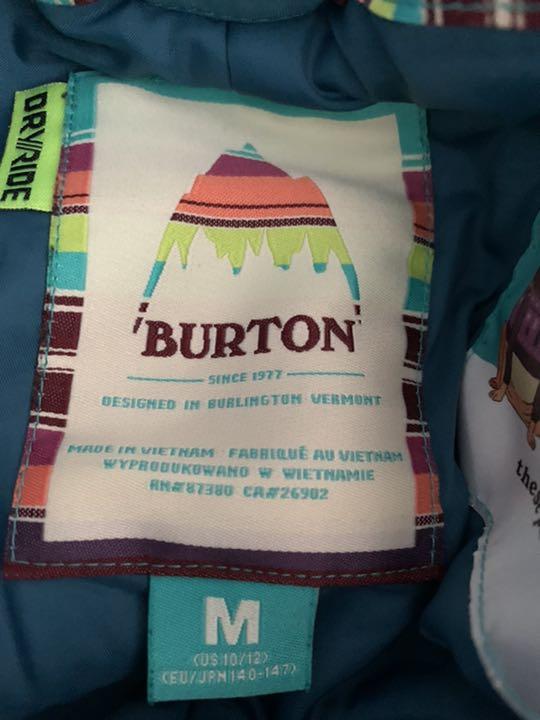 DRY//RIDE
BURTON
SINCE 1977
DESIGNED IN BURLINGTON VERMONT
MADE IN VIETNAM FABRIQUÉ AU VIETNAM
WYPRODUKOWANO W WIETNAMIE
RN#87380 CA#26902
M
(US 10/12)
(EU/JPN 140-147)